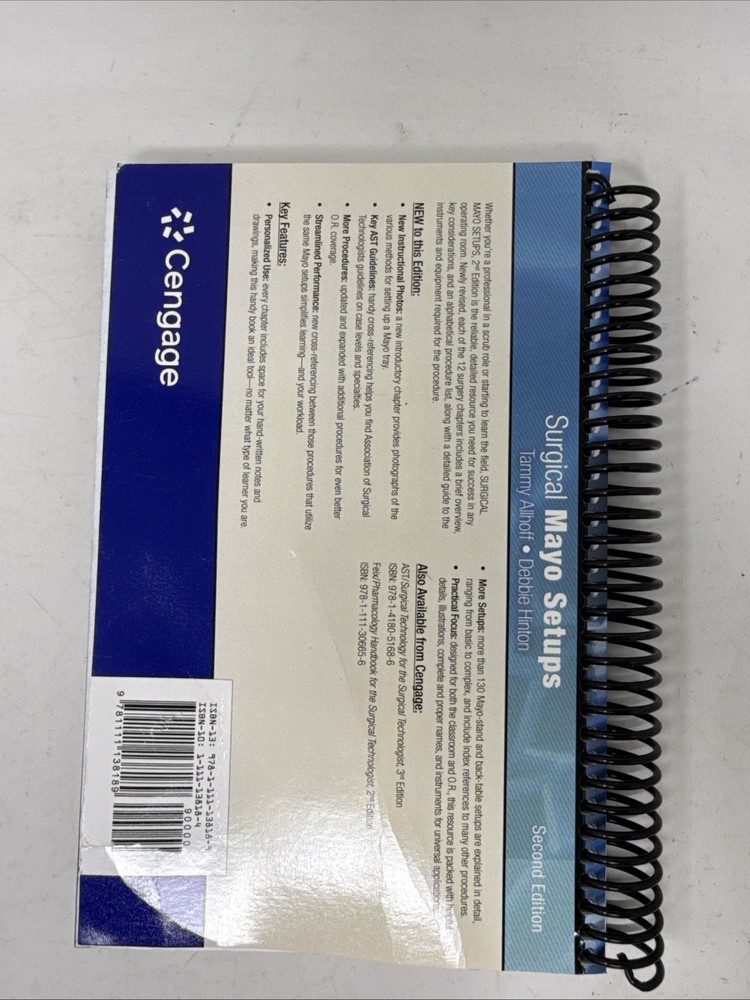 Surgical Mayo Setups
Second Edition
Tammy Allhoff • Debbie Hinton
Whether you're a professional in a scrub role or starting to learn the field, SURGICAL
MAYO SETUPS, 2nd Edition is the reliable, detailed resource you need for success in any
operating room. Newly revised, each of the 12 surgery chapters includes a brief overview,
key considerations, and an alphabetical procedure list, along with a detailed guide to the
instruments and equipment required for the procedure.
NEW to this Edition:
• New Instructional Photos: a new introductory chapter provides photographs of the
various methods for setting up a Mayo tray.
• Key AST Guidelines: handy cross-referencing helps you find Association of Surgical
Technologists guidelines on case levels and specialties.
• More Procedures: updated and expanded with additional procedures for even better
O.R. coverage.
• Streamlined Performance: new cross-referencing between those procedures that utilize
the same Mayo setups simplifies learning—and your workload.
Key Features:
• Personalized Use: every chapter includes space for your hand-written notes and
drawings, making this handy book an ideal tool—no matter what type of learner you are.
• More Setups: more than 130 Mayo-stand and back-table setups are explained in detail,
ranging from basic to complex, and include index references to many other procedures.
• Practical Focus: designed for both the classroom and O.R., this resource is packed with helpful
details, illustrations, complete and proper names, and instruments for universal applications.
Also Available from Cengage:
AST/Surgical Technology for the Surgical Technologist, 3rd Edition
ISBN: 978-1-4180-5168-6
Feix/Pharmacology Handbook for the Surgical Technologist, 2nd Edition
ISBN: 978-1-111-30665-6
Cengage
ISBN-13: 978-1-111-13818-9
ISBN-10: 1-111-13818-4
90000
9 781111 138189